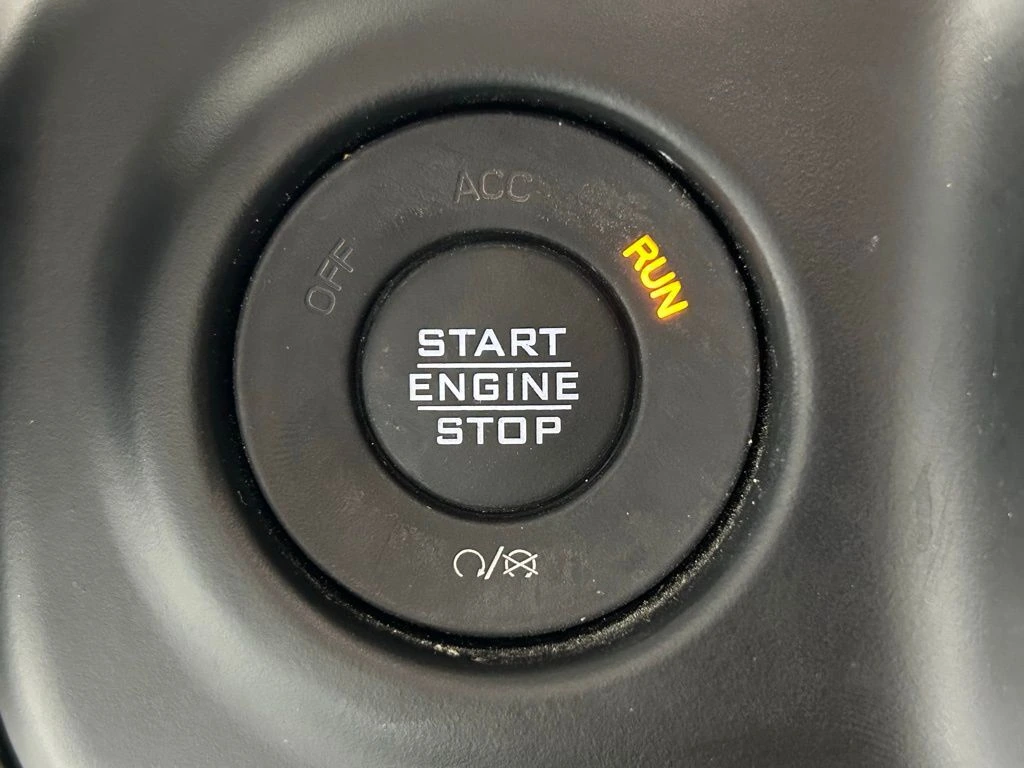 ACC
OFF
RUN
START
ENGINE
STOP